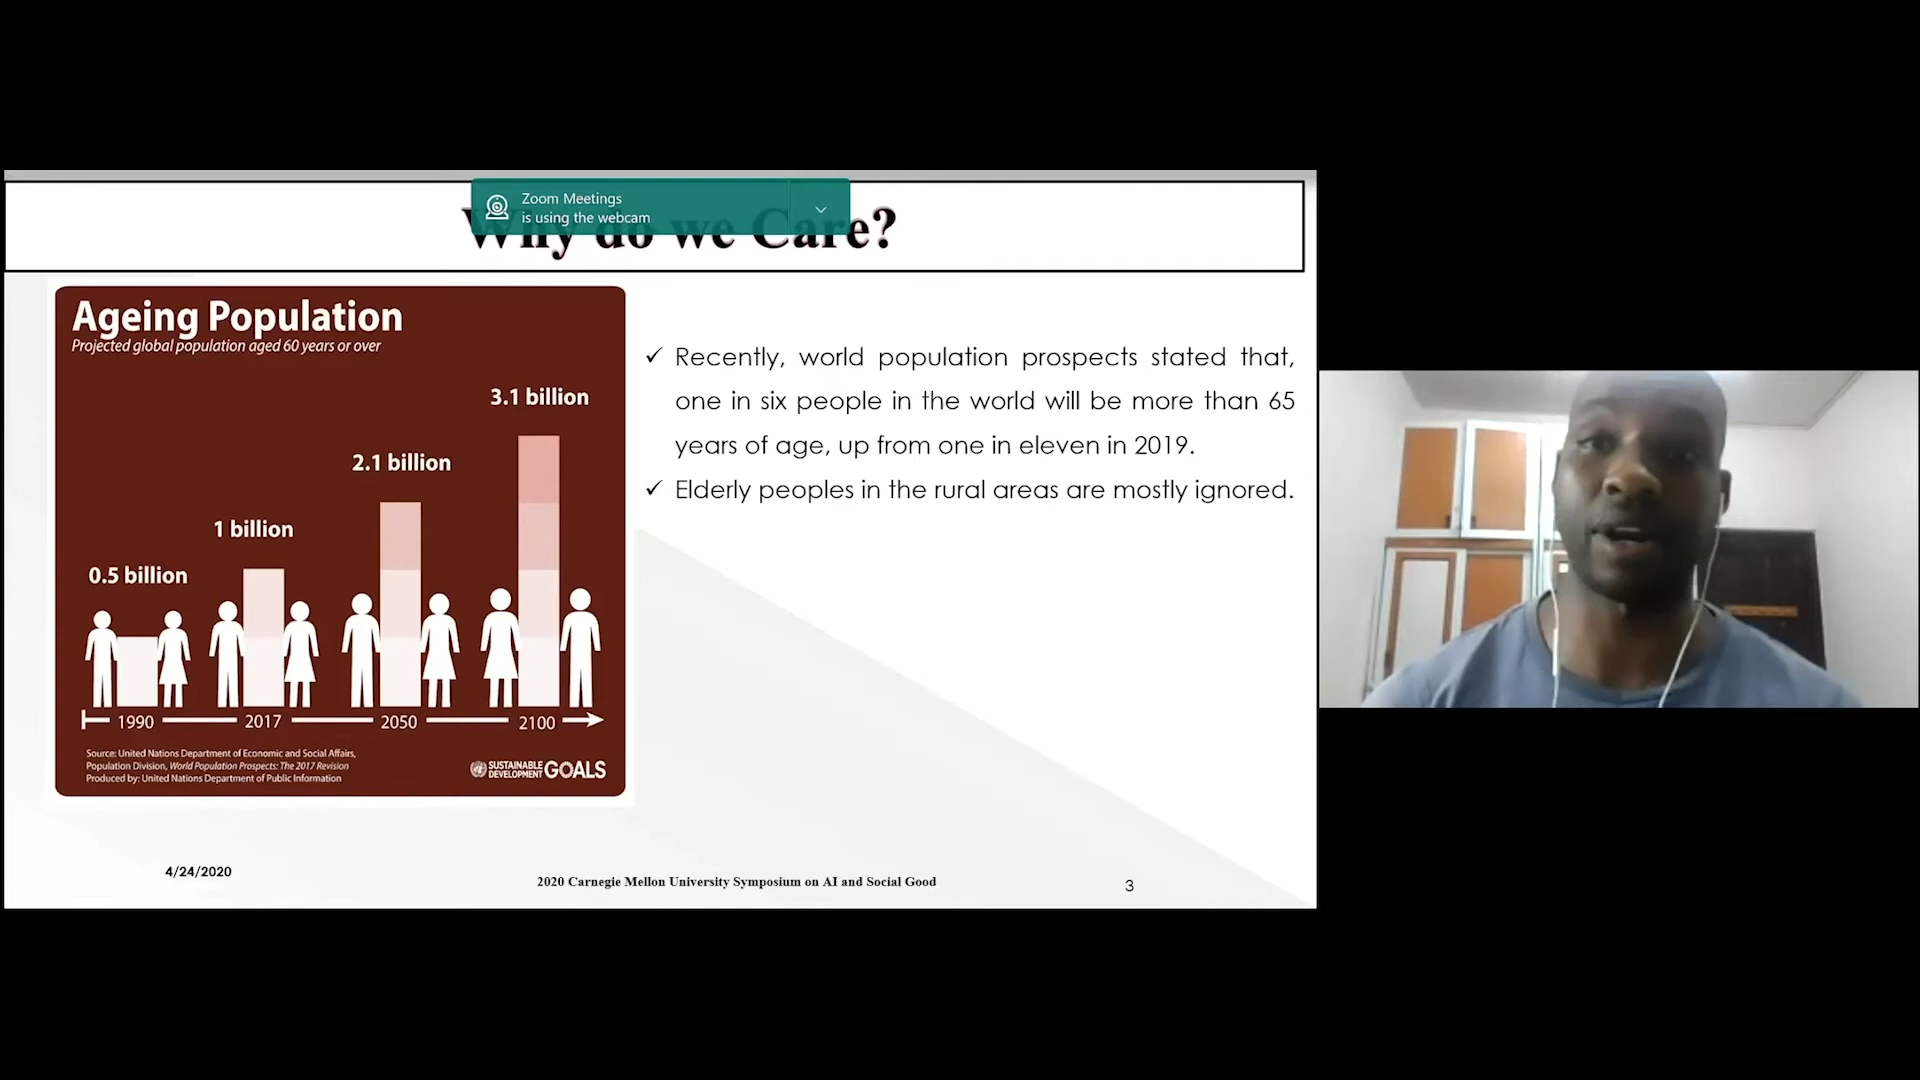 Zoom Meetings
is using the webcam
Why do we Care?
Ageing Population
Projected global population aged 60 years or over
3.1 billion
2.1 billion
1 billion
0.5 billion
1990
2017
2050
2100
Source: United Nations Department of Economic and Social Affairs,
Population Division, World Population Prospects: The 2017 Revision
Produced by: United Nations Department of Public Information
SUSTAINABLE
DEVELOPMENT GOALS
✓ Recently, world population prospects stated that,
one in six people in the world will be more than 65
years of age, up from one in eleven in 2019.
✓ Elderly peoples in the rural areas are mostly ignored.
4/24/2020
2020 Carnegie Mellon University Symposium on AI and Social Good
3